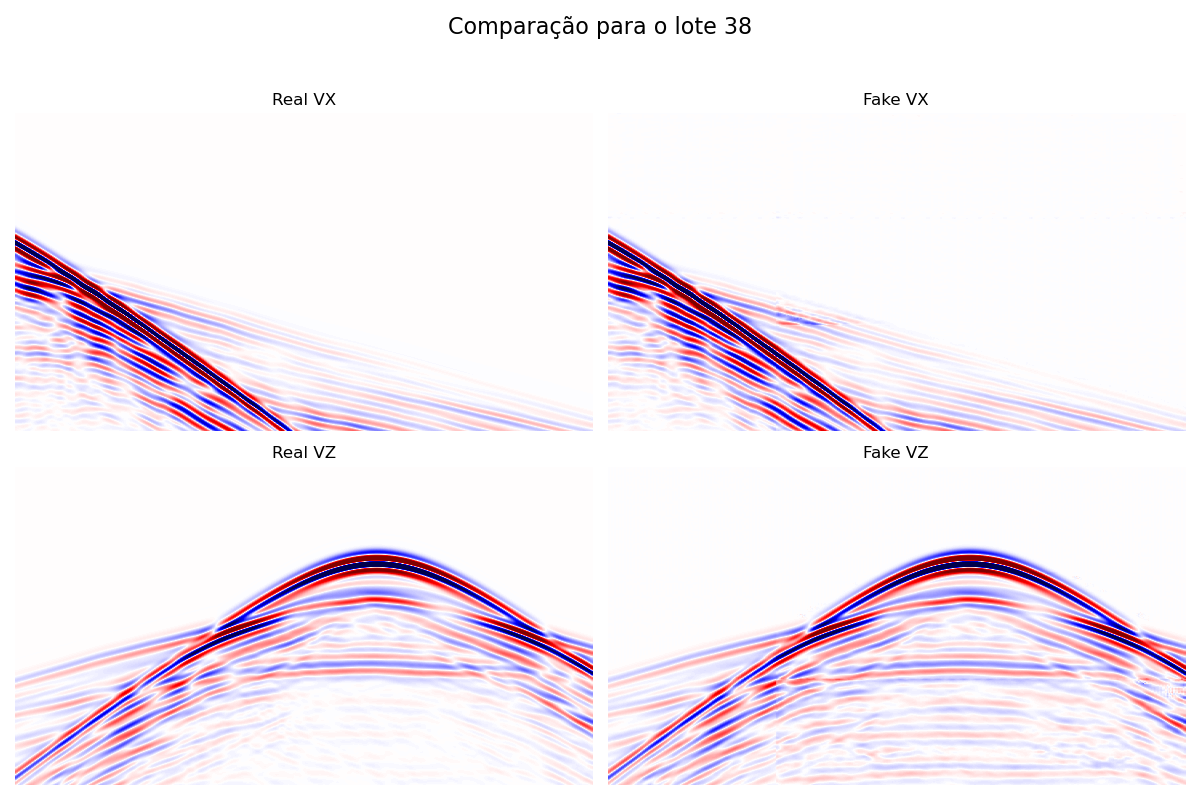 Comparação para o lote 38
Real VX
Fake VX
Real VZ
Fake VZ